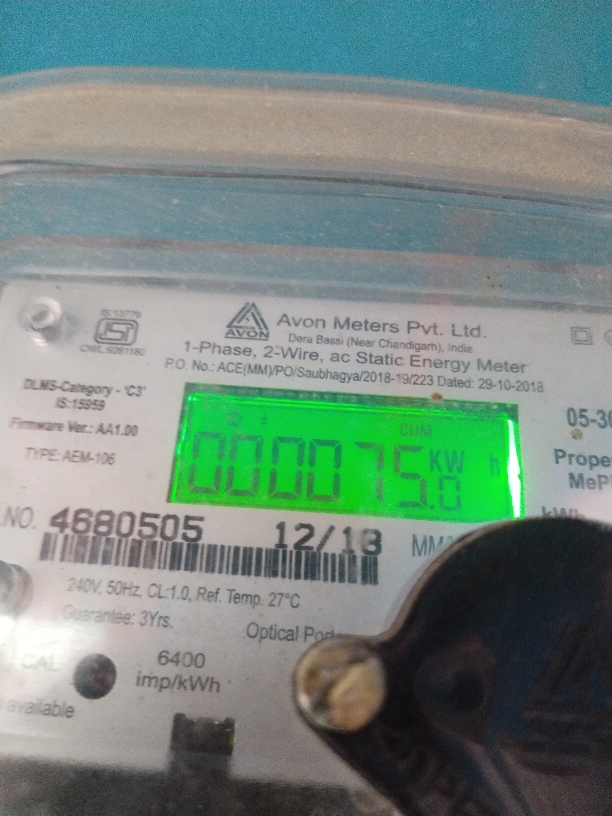 IS:13779
CM/L:9281180
AVON
Avon Meters Pvt. Ltd.
Dera Bassi (Near Chandigarh), India
1-Phase, 2-Wire, ac Static Energy Meter
P.O. No.: ACE(MM)/PO/Saubhagya/2018-19/223 Dated: 29-10-2018
DLMS-Category - 'C3'
IS:15959
Firmware Ver.: AA1.00
TYPE: AEM-106
CUM
000075.0 KW h
05-30
Prope
MeP
kWh
.NO. 4680505 12/18
240V, 50Hz, CL:1.0, Ref. Temp. 27°C
Guarantee: 3Yrs.
Optical Port
CAL
6400
imp/kWh
available